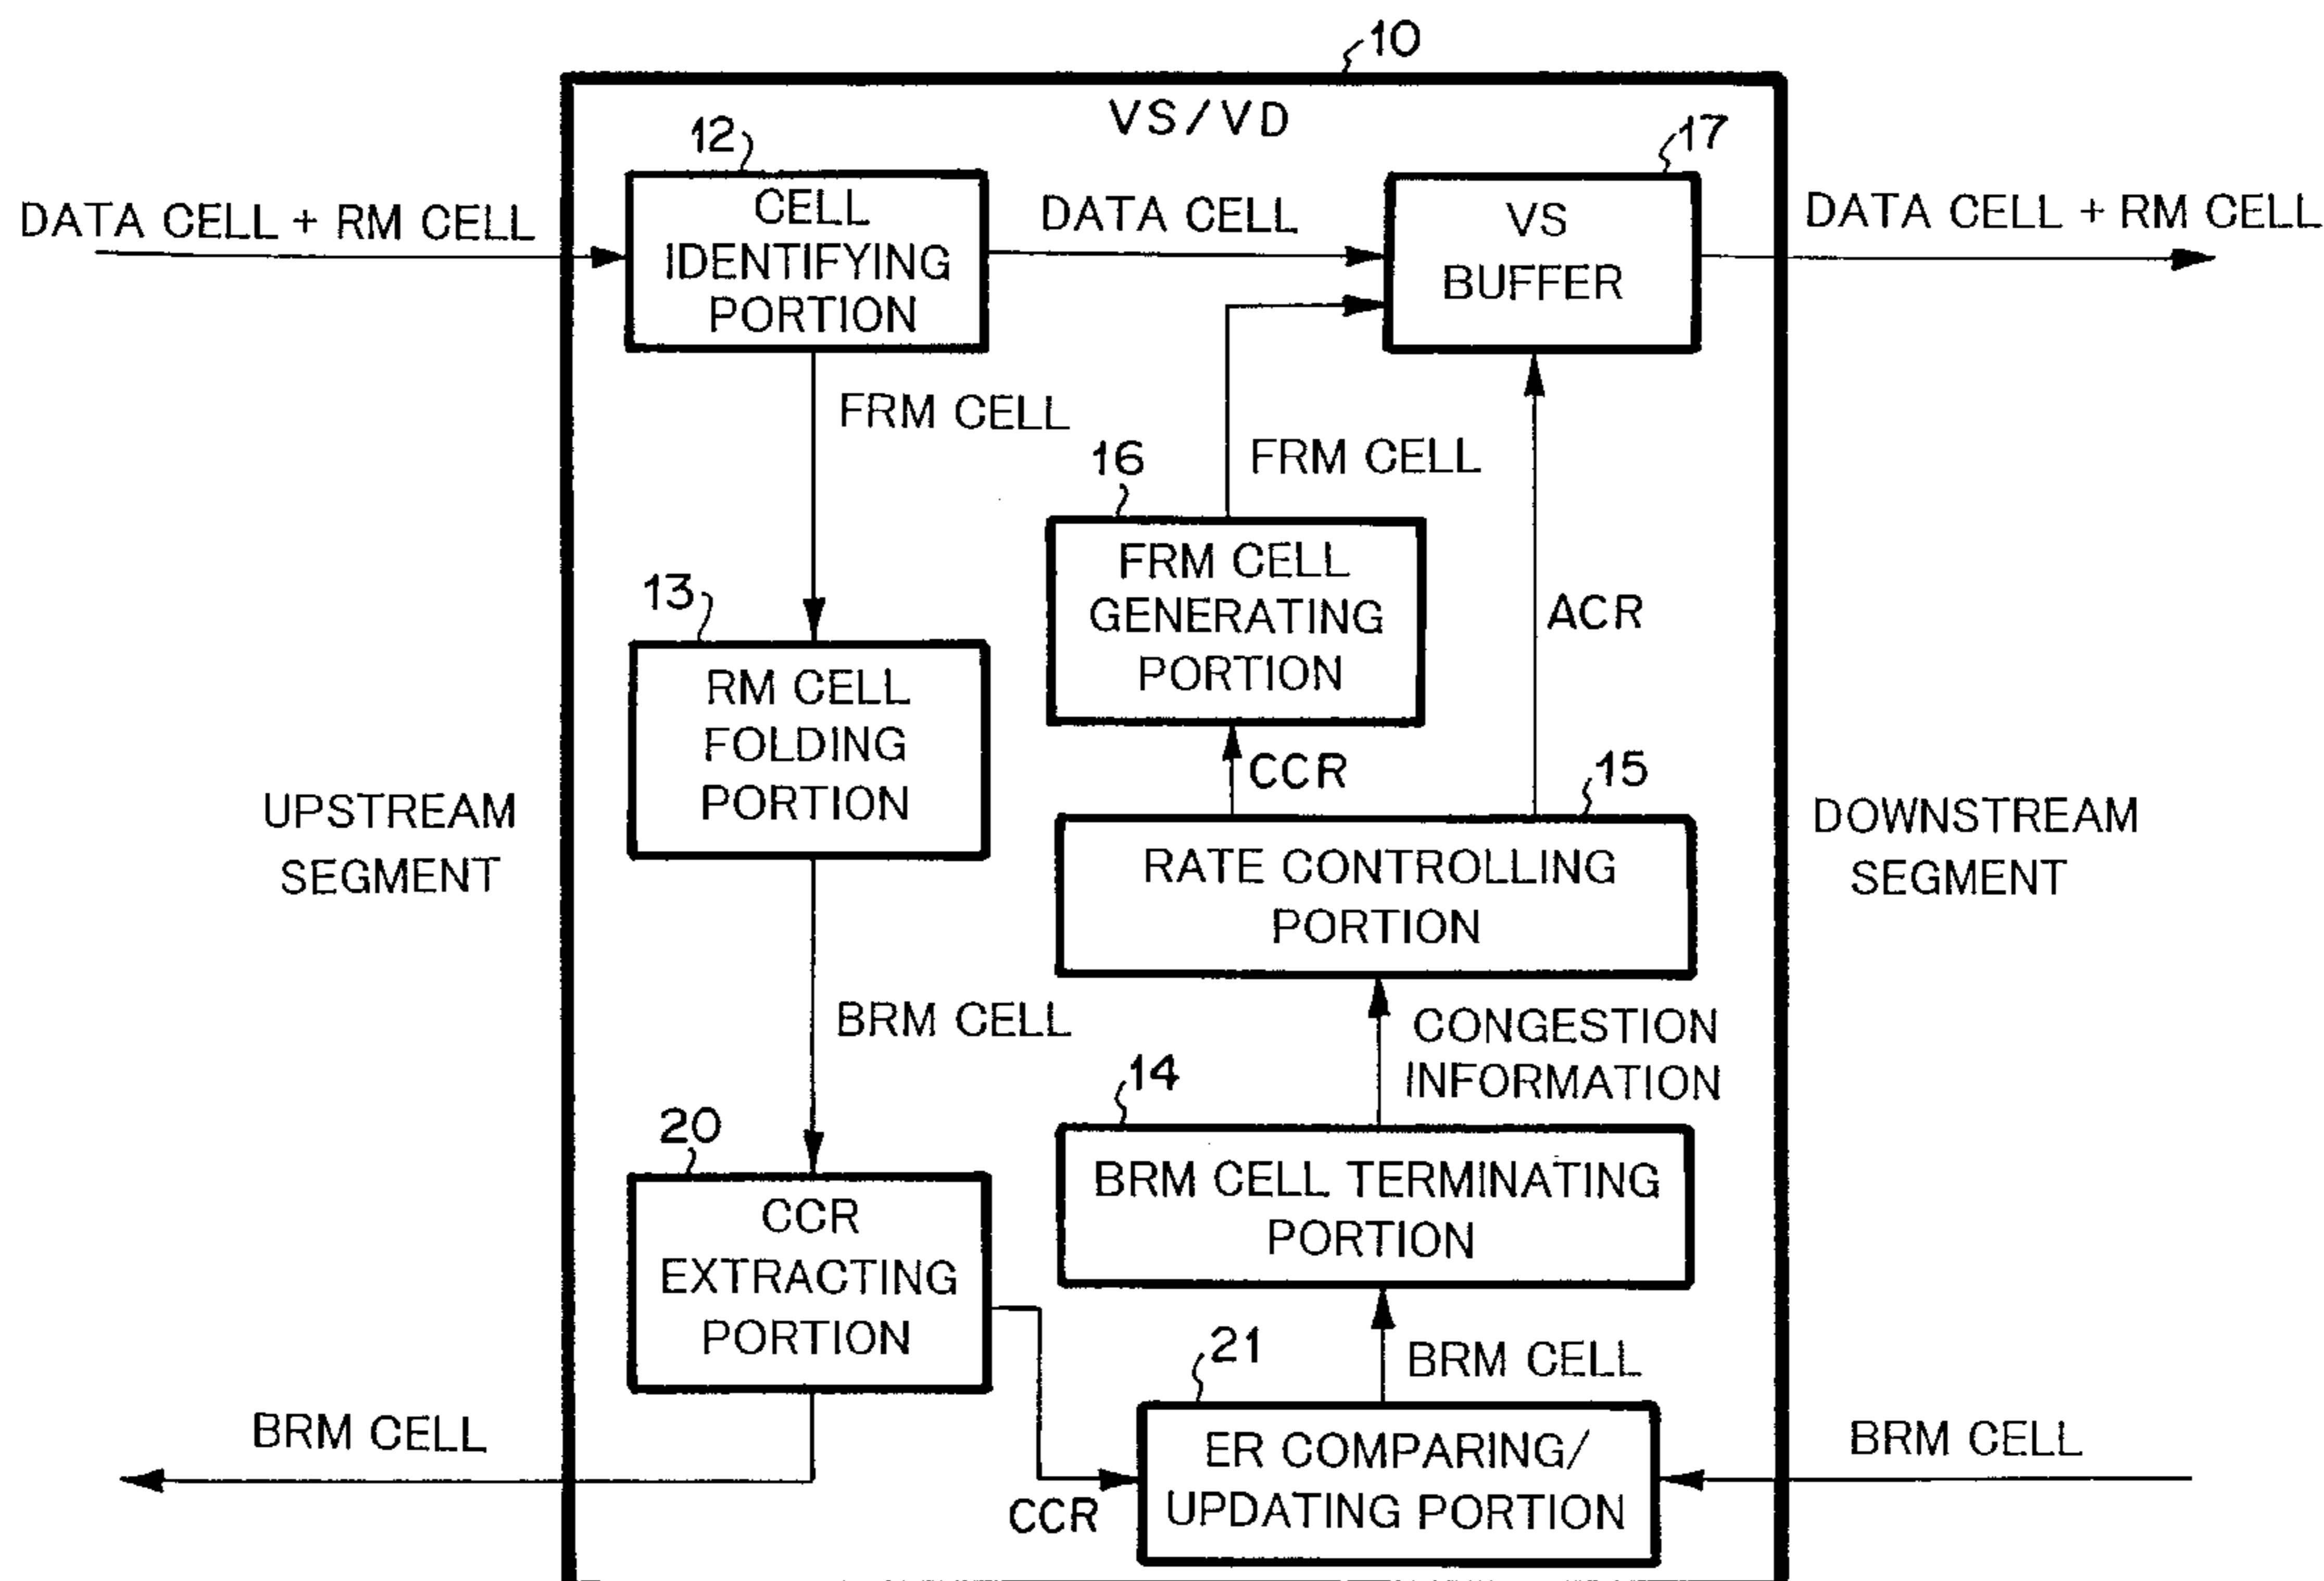 10
VS/VD
12
17
DATA CELL + RM CELL
CELL
IDENTIFYING
PORTION
DATA CELL
VS
BUFFER
DATA CELL + RM CELL
FRM CELL
FRM CELL
16
FRM CELL
GENERATING
PORTION
ACR
13
RM CELL
FOLDING
PORTION
CCR
15
UPSTREAM
SEGMENT
RATE CONTROLLING
PORTION
DOWNSTREAM
SEGMENT
BRM CELL
CONGESTION
INFORMATION
14
BRM CELL TERMINATING
PORTION
20
CCR
EXTRACTING
PORTION
21
BRM CELL
BRM CELL
CCR
ER COMPARING/
UPDATING PORTION
BRM CELL